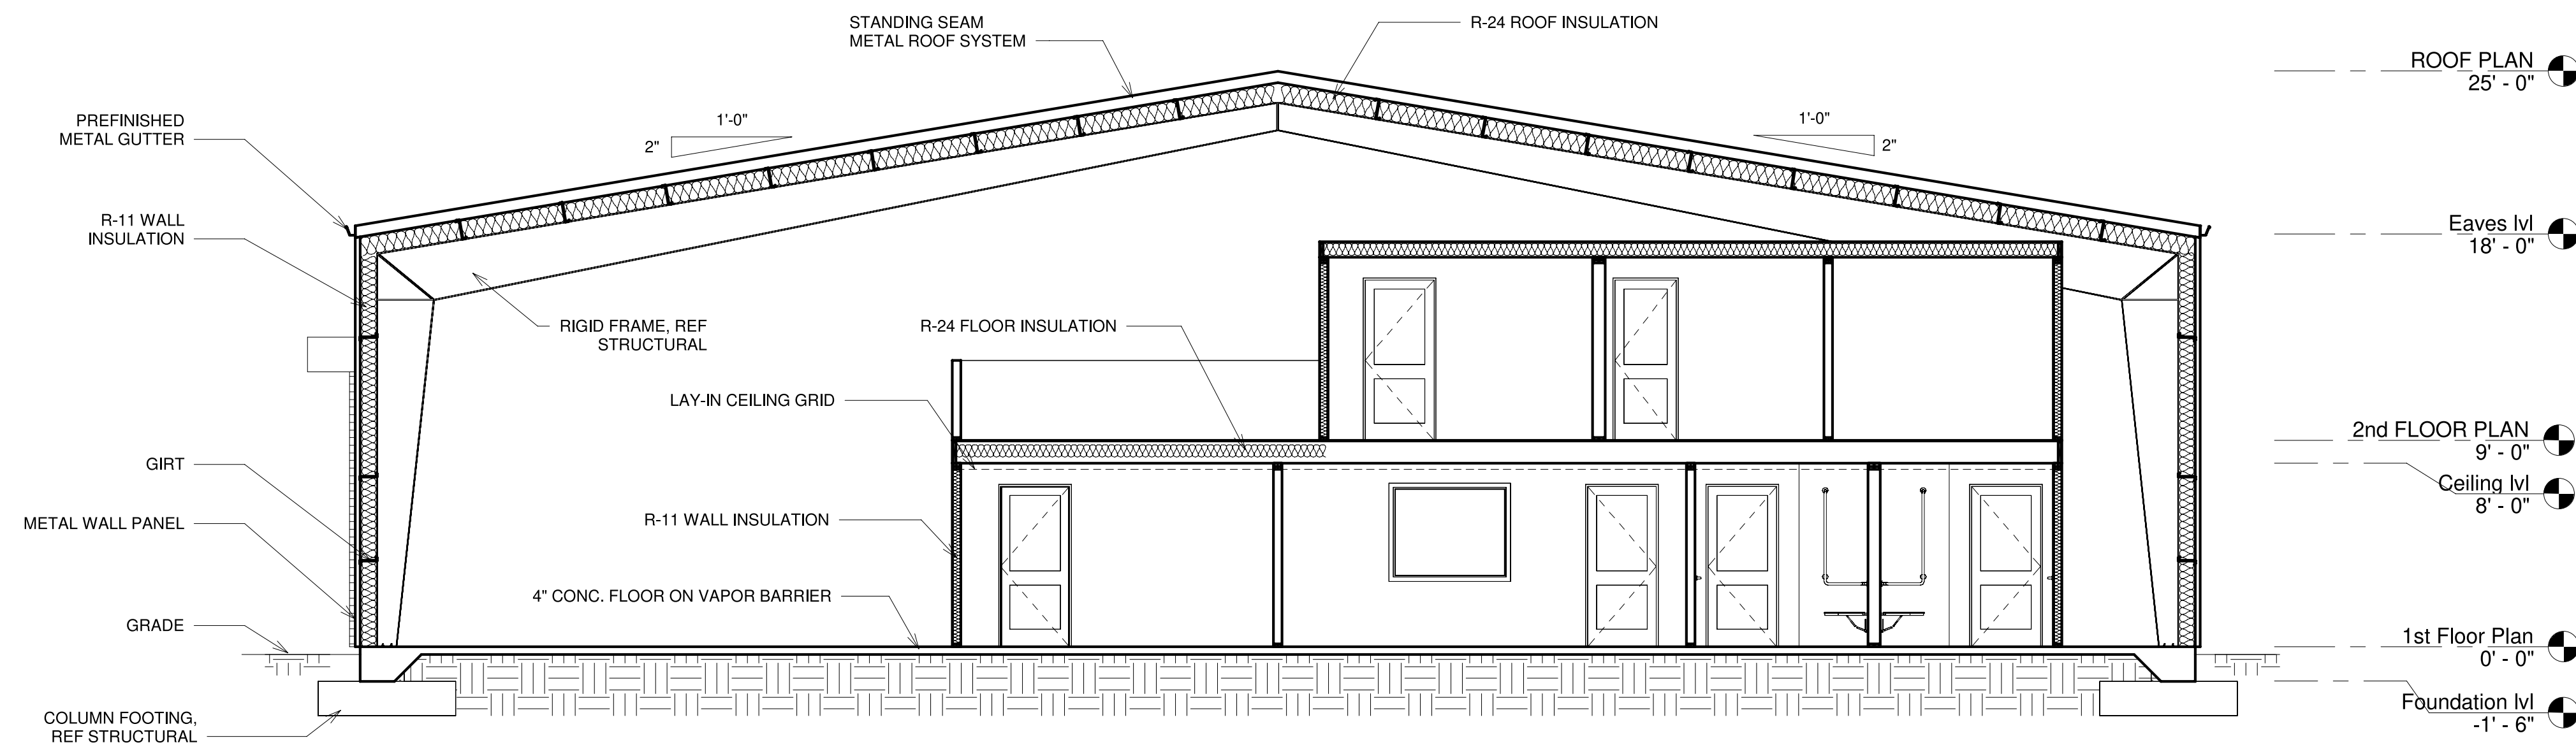 STANDING SEAM
METAL ROOF SYSTEM
R-24 ROOF INSULATION
ROOF PLAN
25' - 0"
PREFINISHED
METAL GUTTER
1'-0"
2"
1'-0"
2"
R-11 WALL
INSULATION
Eaves lvl
18' - 0"
RIGID FRAME, REF
STRUCTURAL
R-24 FLOOR INSULATION
LAY-IN CEILING GRID
2nd FLOOR PLAN
9' - 0"
GIRT
Ceiling lvl
8' - 0"
METAL WALL PANEL
R-11 WALL INSULATION
4" CONC. FLOOR ON VAPOR BARRIER
GRADE
1st Floor Plan
0' - 0"
COLUMN FOOTING,
REF STRUCTURAL
Foundation lvl
-1' - 6"